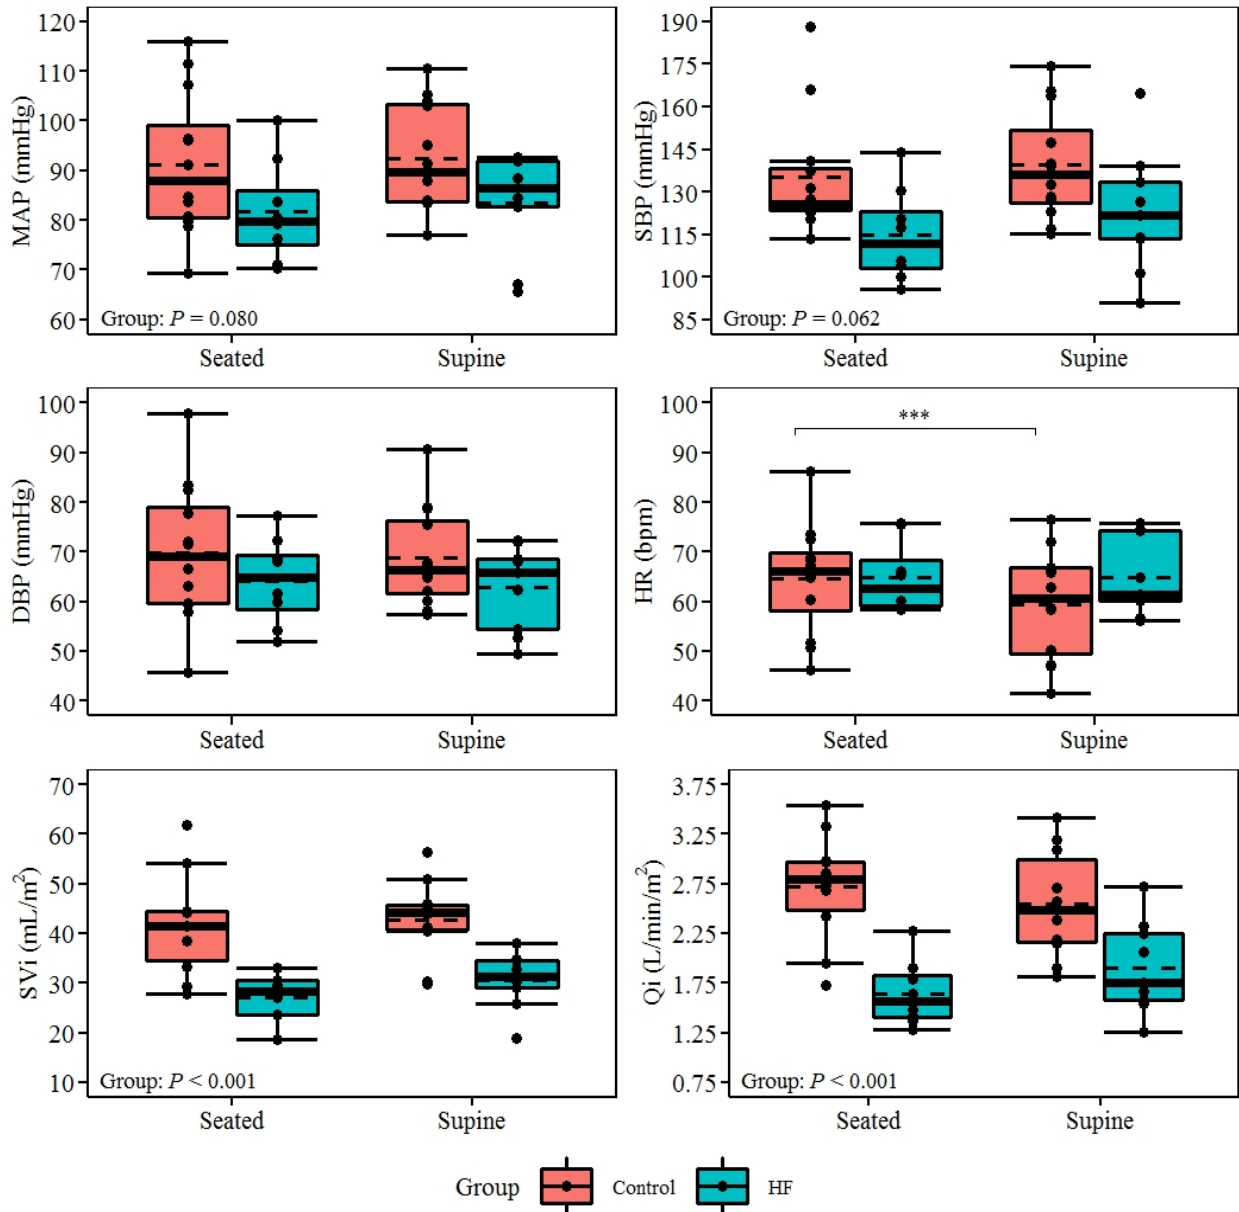 MAP (mmHg)
120
110
100
90
80
70
60
Group: P = 0.080
Seated
Supine
SBP (mmHg)
190
175
160
145
130
115
100
85
Group: P = 0.062
Seated
Supine
DBP (mmHg)
100
90
80
70
60
50
40
Seated
Supine
HR (bpm)
100
90
80
70
60
50
40
***
Seated
Supine
SVi (mL/m²)
70
60
50
40
30
20
10
Group: P < 0.001
Seated
Supine
Qi (L/min/m²)
3.75
3.25
2.75
2.25
1.75
1.25
0.75
Group: P < 0.001
Seated
Supine
Group Control HF